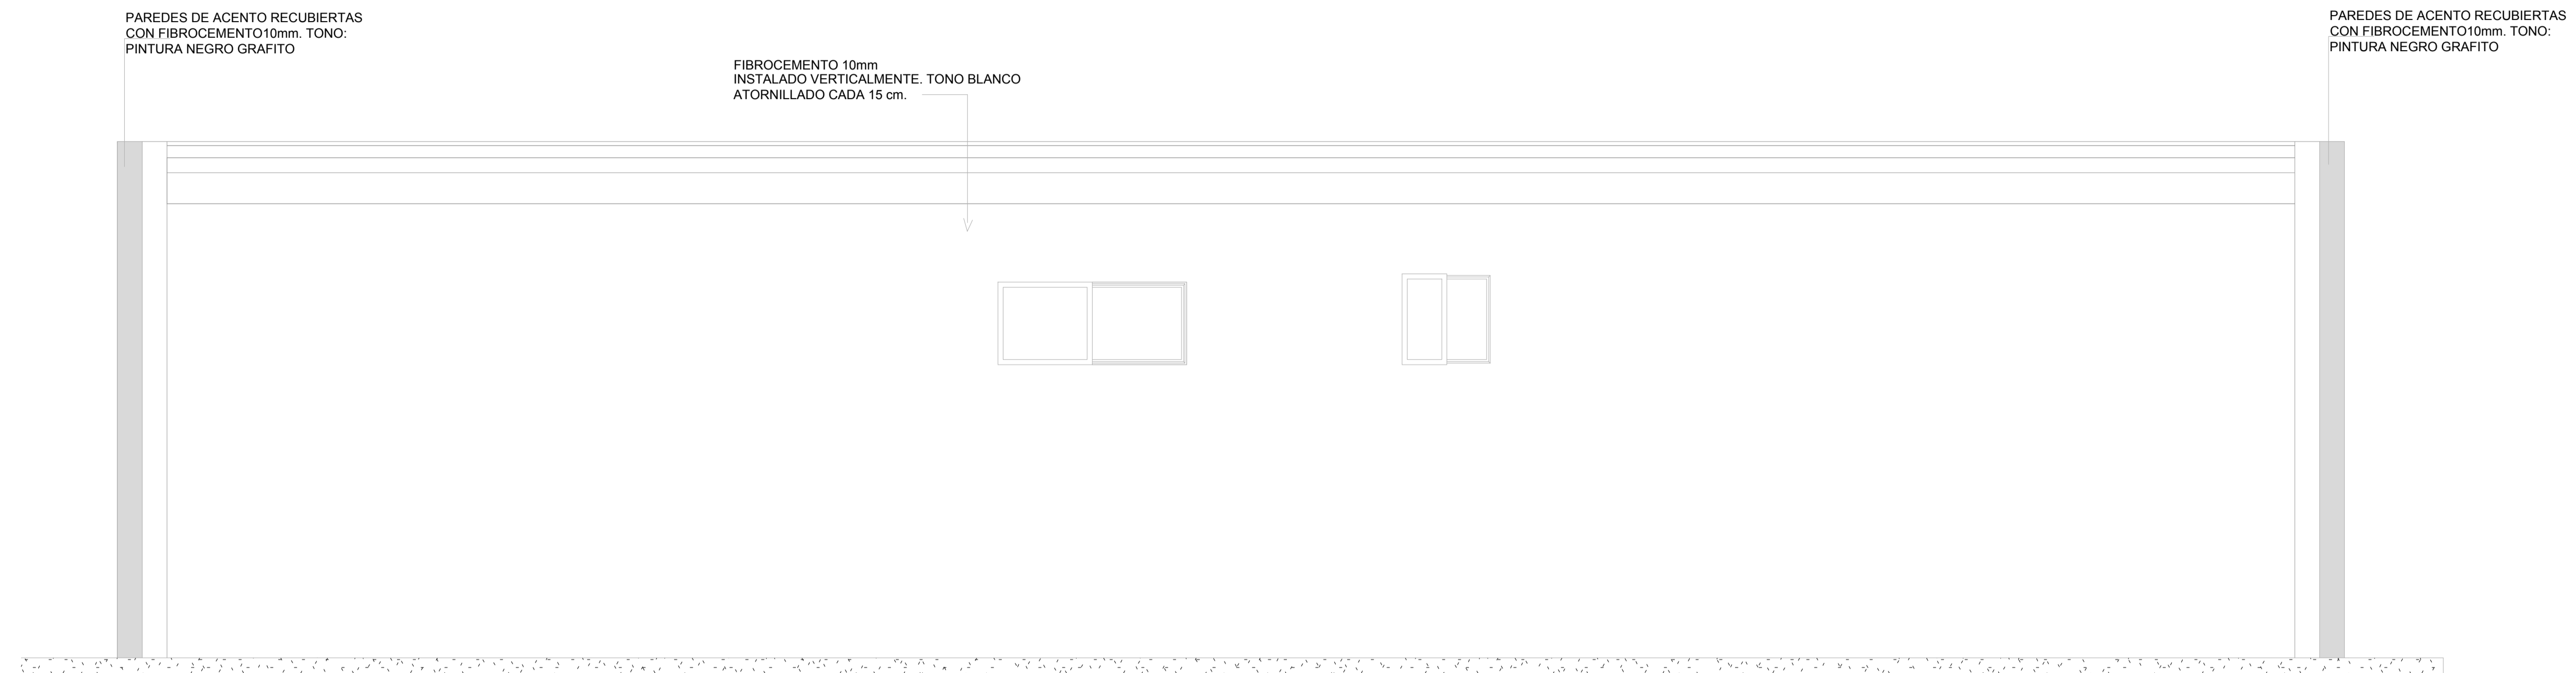 PAREDES DE ACENTO RECUBIERTAS
CON FIBROCEMENTO10mm. TONO:
PINTURA NEGRO GRAFITO
FIBROCEMENTO 10mm
INSTALADO VERTICALMENTE. TONO BLANCO
ATORNILLADO CADA 15 cm.
PAREDES DE ACENTO RECUBIERTAS
CON FIBROCEMENTO10mm. TONO:
PINTURA NEGRO GRAFITO